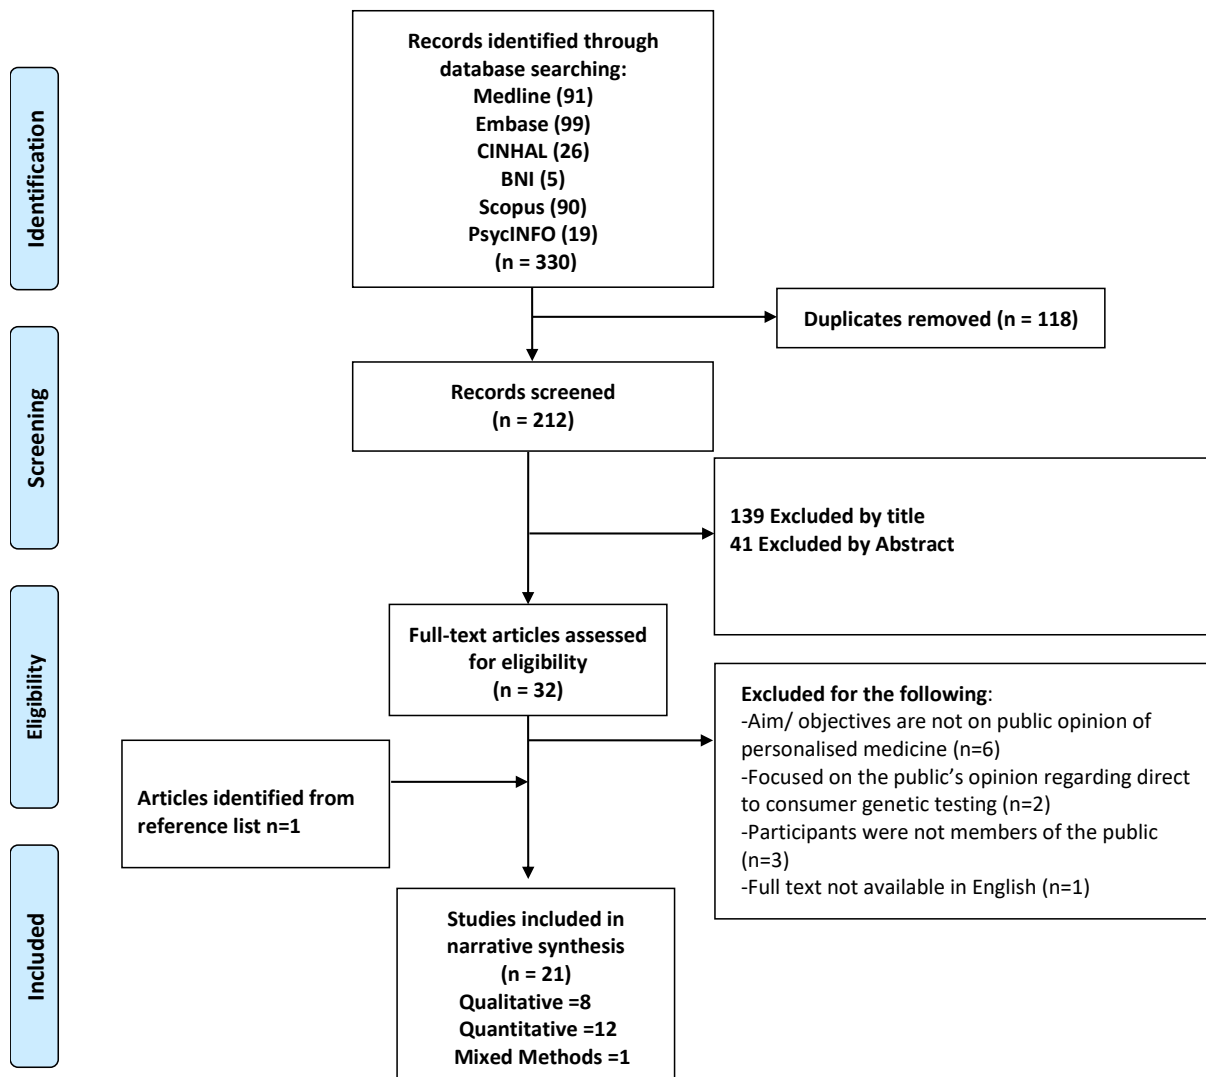 Identification
Records identified through
database searching:
Medline (91)
Embase (99)
CINHAL (26)
BNI (5)
Scopus (90)
PsycINFO (19)
(n = 330)
Duplicates removed (n = 118)
Screening
Records screened
(n = 212)
139 Excluded by title
41 Excluded by Abstract
Eligibility
Full-text articles assessed
for eligibility
(n = 32)
Excluded for the following:
-Aim/ objectives are not on public opinion of
personalised medicine (n=6)
-Focused on the public’s opinion regarding direct
to consumer genetic testing (n=2)
-Participants were not members of the public
(n=3)
-Full text not available in English (n=1)
Articles identified from
reference list n=1
Included
Studies included in
narrative synthesis
(n = 21)
Qualitative =8
Quantitative =12
Mixed Methods =1